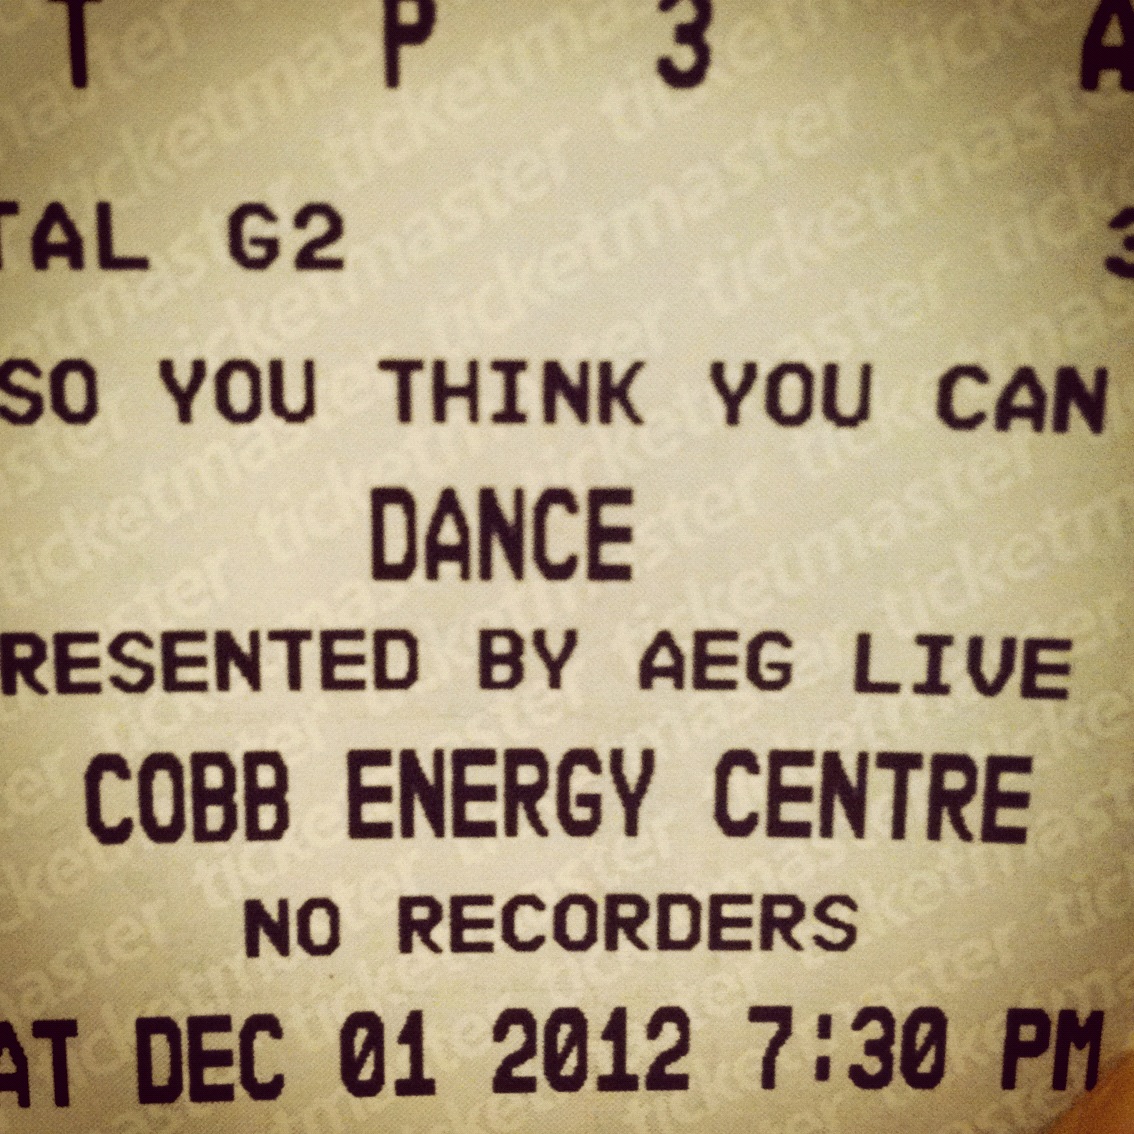 T P 3 A
TAL G2 3
SO YOU THINK YOU CAN
DANCE
RESENTED BY AEG LIVE
COBB ENERGY CENTRE
NO RECORDERS
AT DEC 01 2012 7:30 PM
ticketmaster